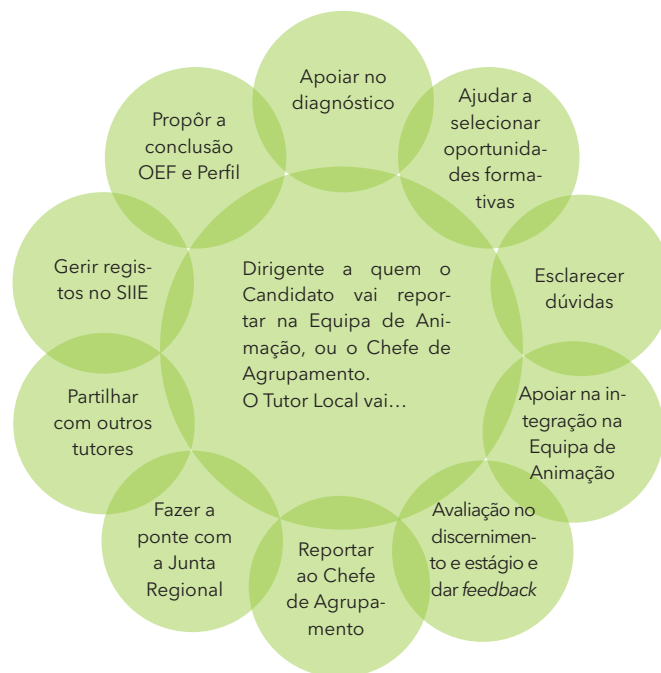 Apoiar no
diagnóstico
Ajudar a
selecionar
oportunida-
des forma-
tivas
Esclarecer
dúvidas
Apoiar na in-
tegração na
Equipa de
Animação
Avaliação no
discernimen-
to e estágio e
dar feedback
Reportar
ao Chefe
de Agrupa-
mento
Fazer a
ponte com
a Junta
Regional
Partilhar
com outros
tutores
Gerir regis-
tos no SIIE
Propôr a
conclusão
OEF e Perfil
Dirigente a quem o
Candidato vai repor-
tar na Equipa de Ani-
mação, ou o Chefe de
Agrupamento.
O Tutor Local vai…